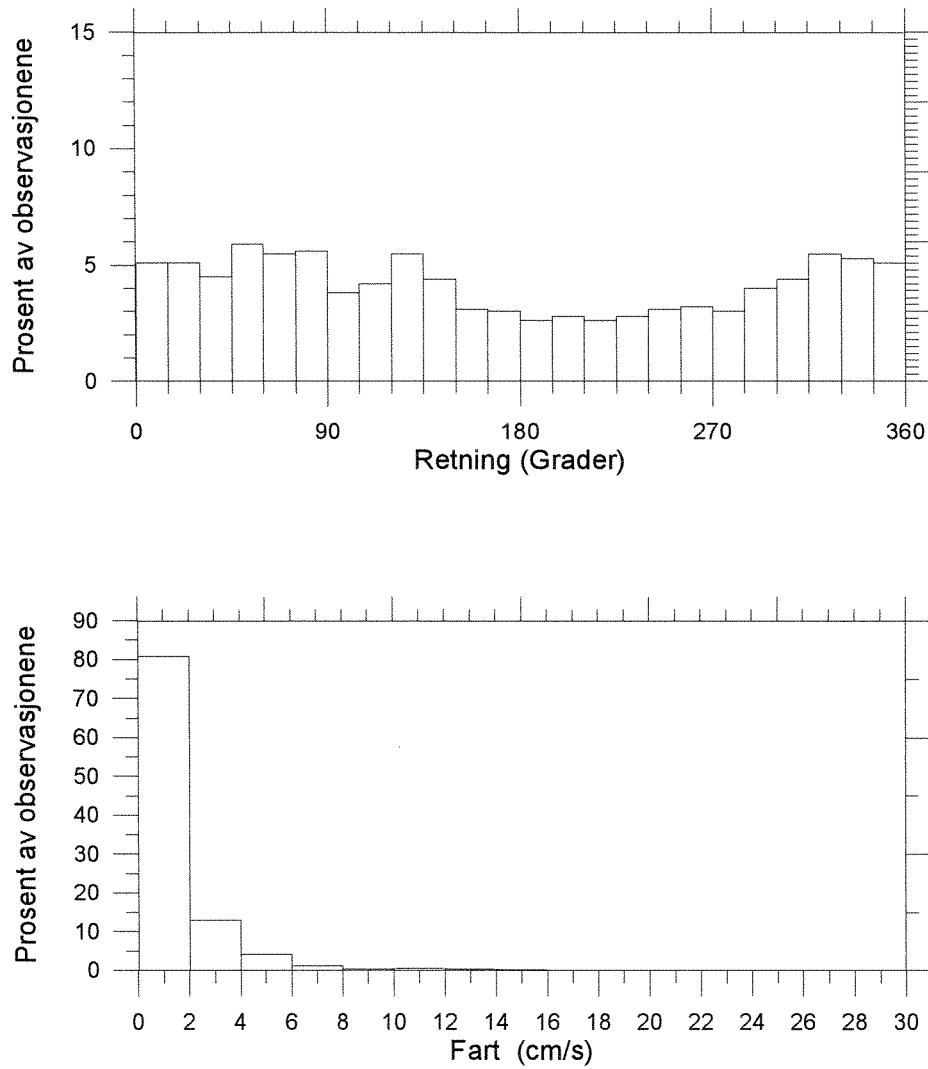 Prosent av observasjonene
15
10
5
0
0 90 180 270 360
Retning (Grader)
Prosent av observasjonene
90
80
70
60
50
40
30
20
10
0
0 2 4 6 8 10 12 14 16 18 20 22 24 26 28 30
Fart (cm/s)